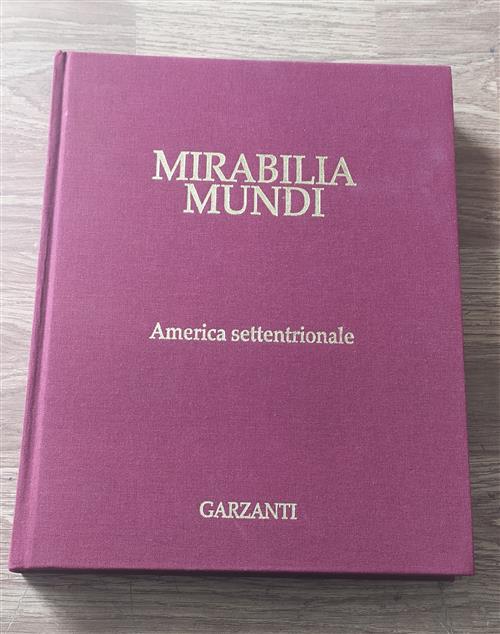 MIRABILIA
MUNDI
America settentrionale
GARZANTI